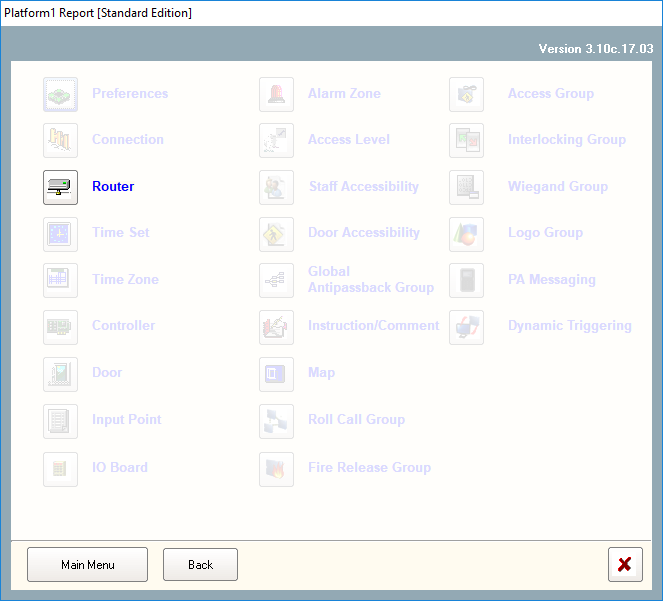 Platform1 Report [Standard Edition]
Version 3.10c.17.03
Preferences
Connection
Router
Time Set
Time Zone
Controller
Door
Input Point
IO Board
Alarm Zone
Access Level
Staff Accessibility
Door Accessibility
Global
Antipassback Group
Instruction/Comment
Map
Roll Call Group
Fire Release Group
Access Group
Interlocking Group
Wiegand Group
Logo Group
PA Messaging
Dynamic Triggering
Main Menu
Back